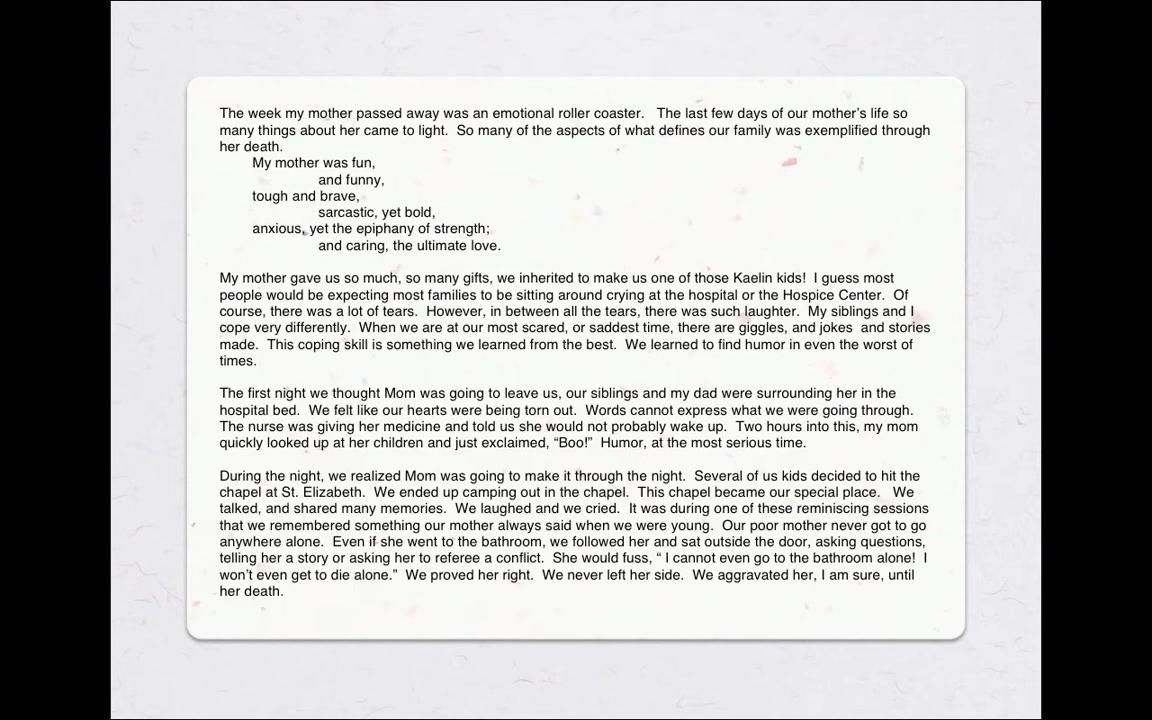 The week my mother passed away was an emotional roller coaster.   The last few days of our mother's life so
many things about her came to light.  So many of the aspects of what defines our family was exemplified through
her death.
My mother was fun,
and funny,
tough and brave,
sarcastic, yet bold,
anxious, yet the epiphany of strength;
and caring, the ultimate love.
My mother gave us so much, so many gifts, we inherited to make us one of those Kaelin kids!  I guess most
people would be expecting most families to be sitting around crying at the hospital or the Hospice Center.  Of
course, there was a lot of tears.  However, in between all the tears, there was such laughter.  My siblings and I
cope very differently.  When we are at our most scared, or saddest time, there are giggles, and jokes  and stories
made.  This coping skill is something we learned from the best.  We learned to find humor in even the worst of
times.
The first night we thought Mom was going to leave us, our siblings and my dad were surrounding her in the
hospital bed.  We felt like our hearts were being torn out.  Words cannot express what we were going through.
The nurse was giving her medicine and told us she would not probably wake up.  Two hours into this, my mom
quickly looked up at her children and just exclaimed, “Boo!”  Humor, at the most serious time.
During the night, we realized Mom was going to make it through the night.  Several of us kids decided to hit the
chapel at St. Elizabeth.  We ended up camping out in the chapel.  This chapel became our special place.   We
talked, and shared many memories.  We laughed and we cried.  It was during one of these reminiscing sessions
that we remembered something our mother always said when we were young.  Our poor mother never got to go
anywhere alone.  Even if she went to the bathroom, we followed her and sat outside the door, asking questions,
telling her a story or asking her to referee a conflict.  She would fuss, “ I cannot even go to the bathroom alone!  I
won't even get to die alone.”  We proved her right.  We never left her side.  We aggravated her, I am sure, until
her death.